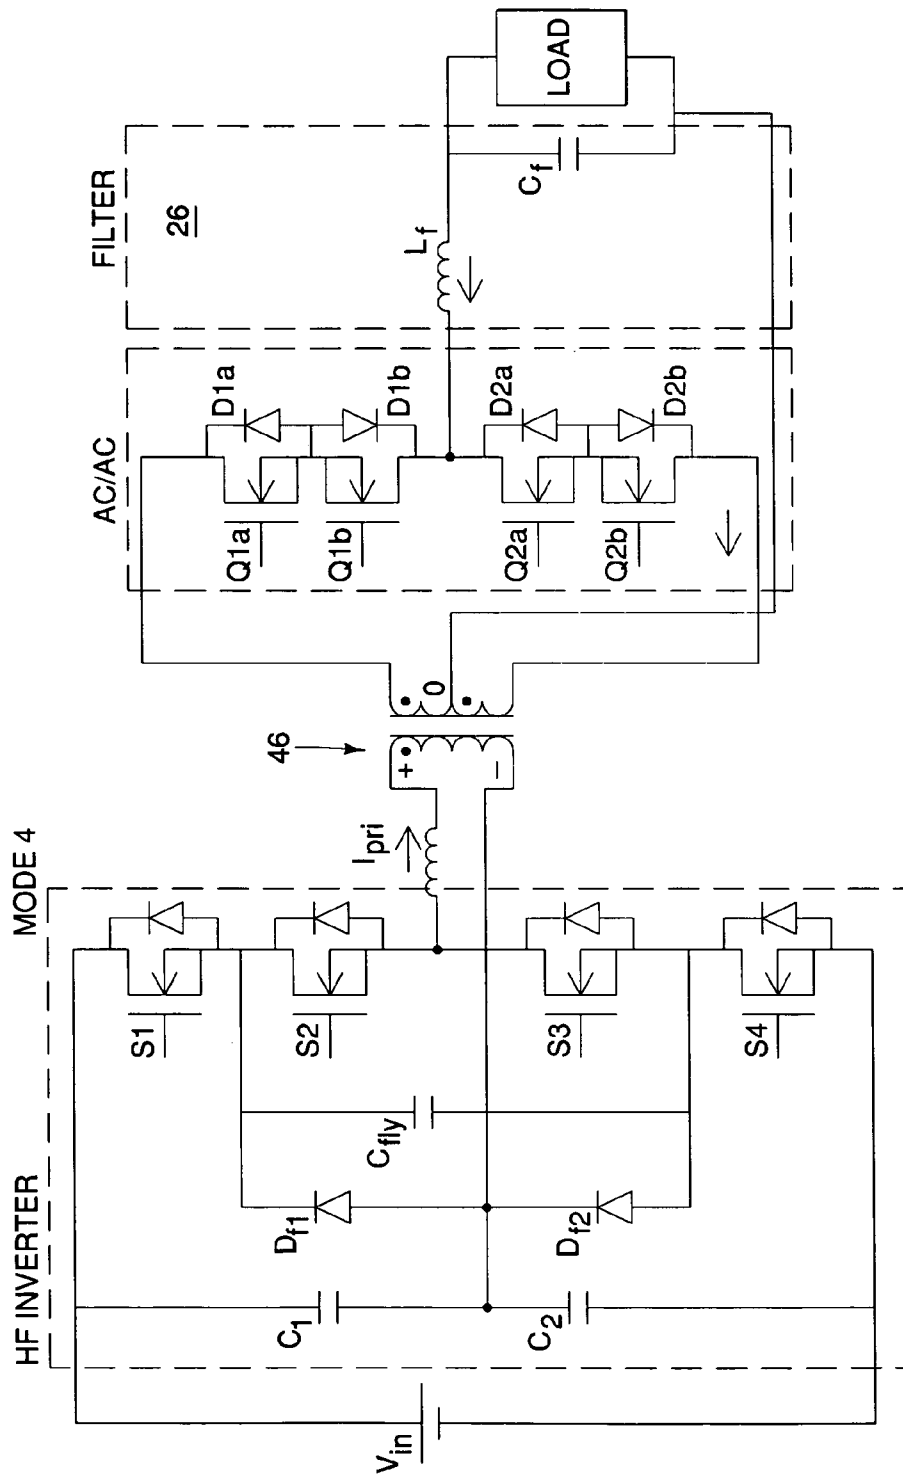 HF INVERTER
MODE 4
AC/AC
FILTER
26
V_in
C_1
C_2
D_f1
D_f2
C_fly
S1
S2
S3
S4
I_pri
46
+
−
0
Q1a
Q1b
Q2a
Q2b
D1a
D1b
D2a
D2b
L_f
C_f
LOAD